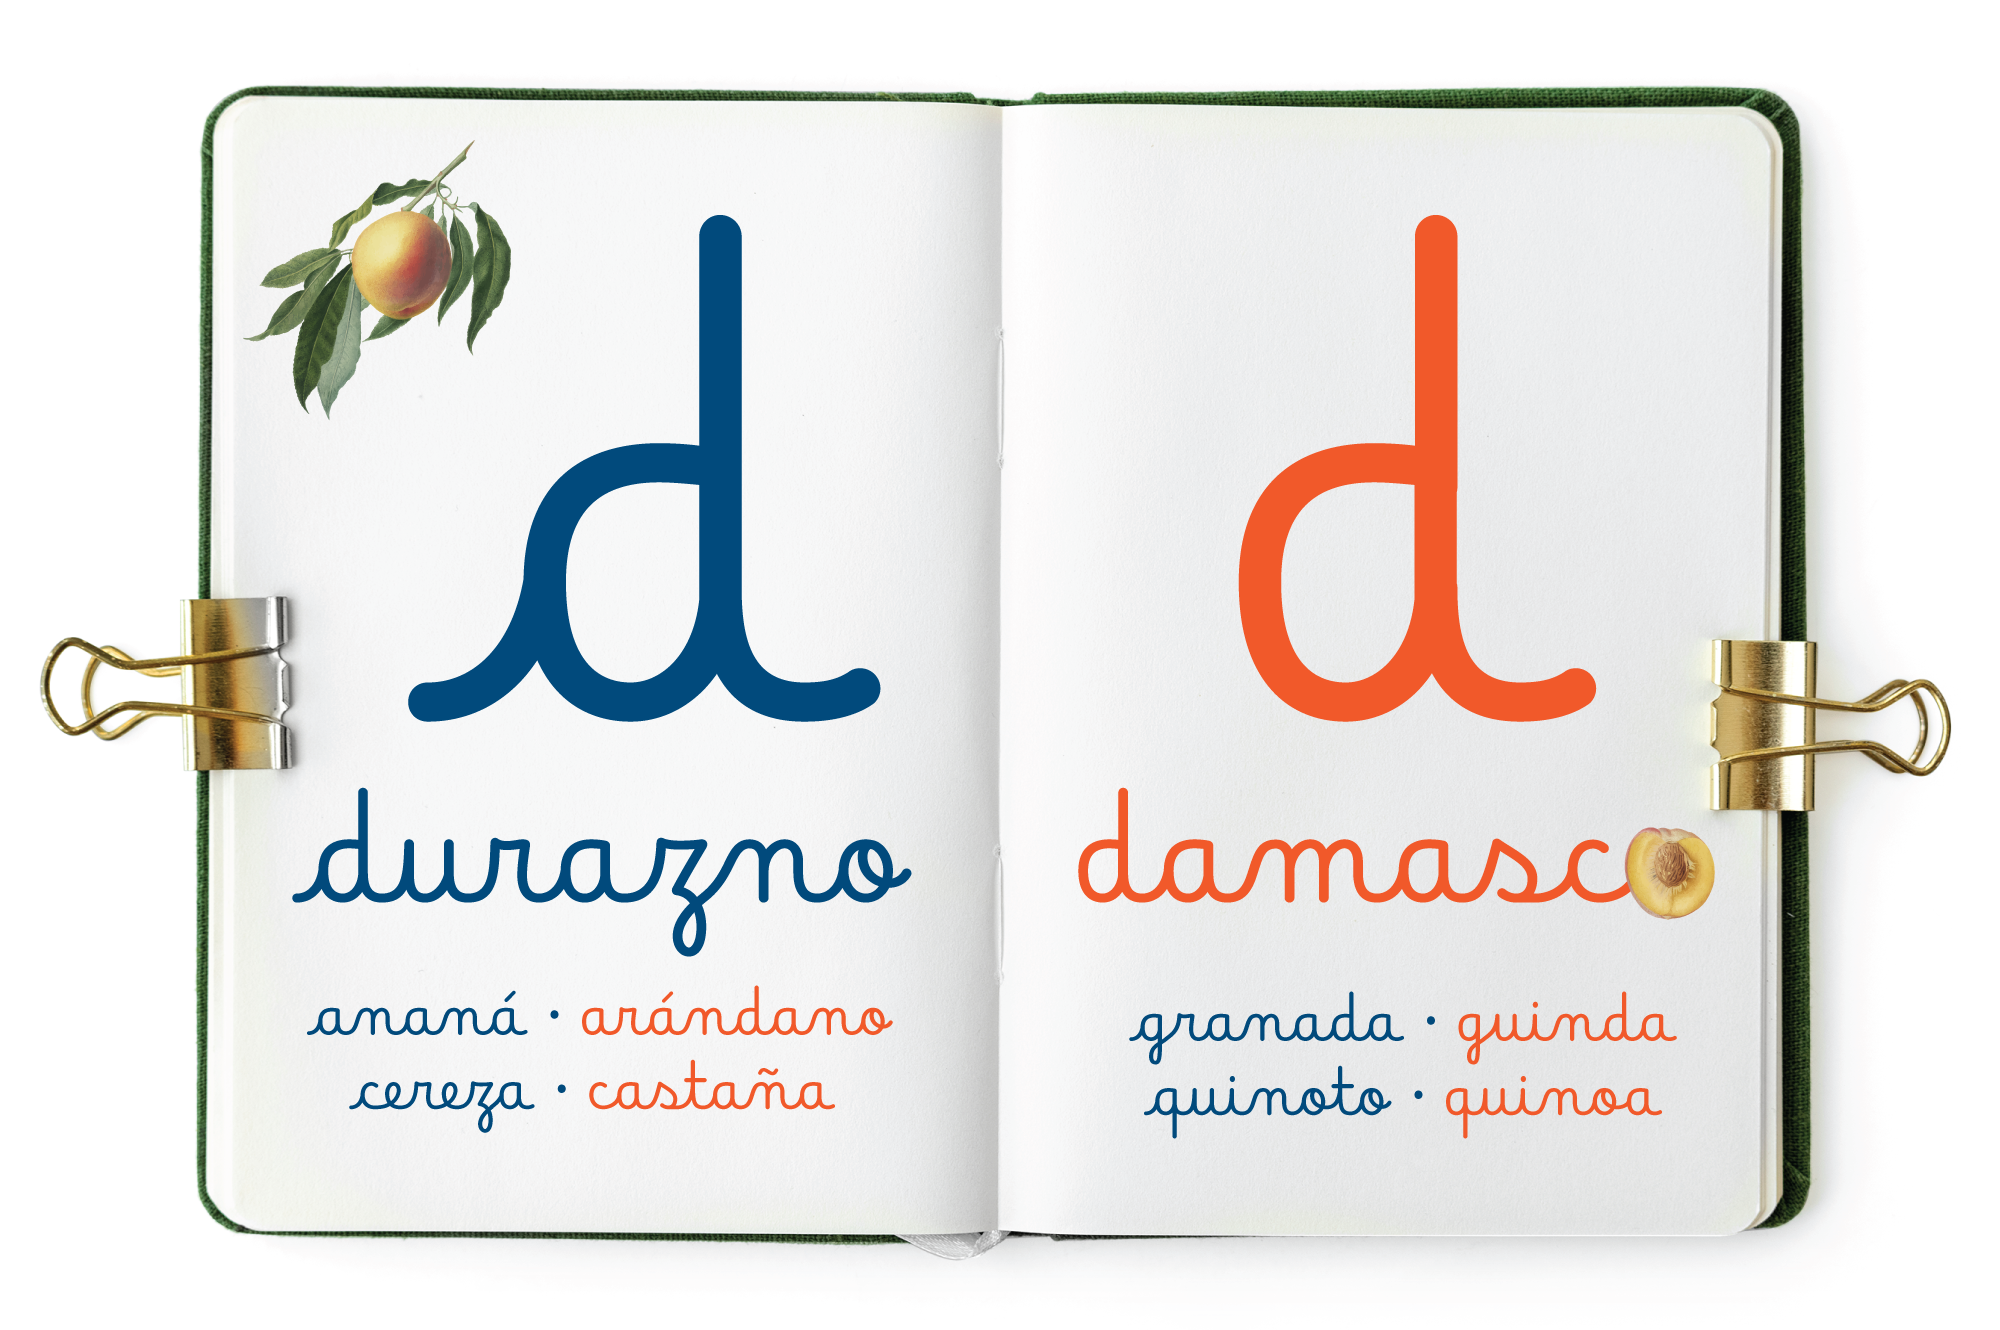 d
durazno
ananá · arándano
cereza · castaña
d
damasco
granada · guinda
quinoto · quinoa